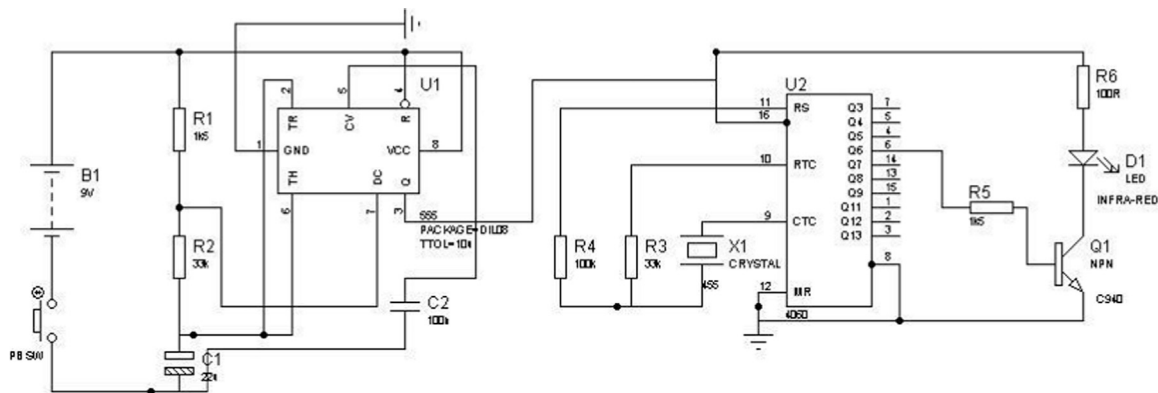 B1
9V
PB SW
R1
1k5
R2
33k
C1
22n
2
5
4
U1
TR
CV
R
1
GND
VCC
8
TH
DC
Q
6
7
3
555
PACKAGE=DIL08
C2
100n
U2
11
RS
16
10
RTC
9
CTC
12
MR
4060
Q3
7
Q4
5
Q5
4
Q6
6
Q7
14
Q8
13
Q9
15
Q11
1
Q12
2
Q13
3
8
R4
100k
R3
33k
X1
CRYSTAL
455
R5
1k5
R6
100R
D1
LED
INFRA-RED
Q1
NPN
C940